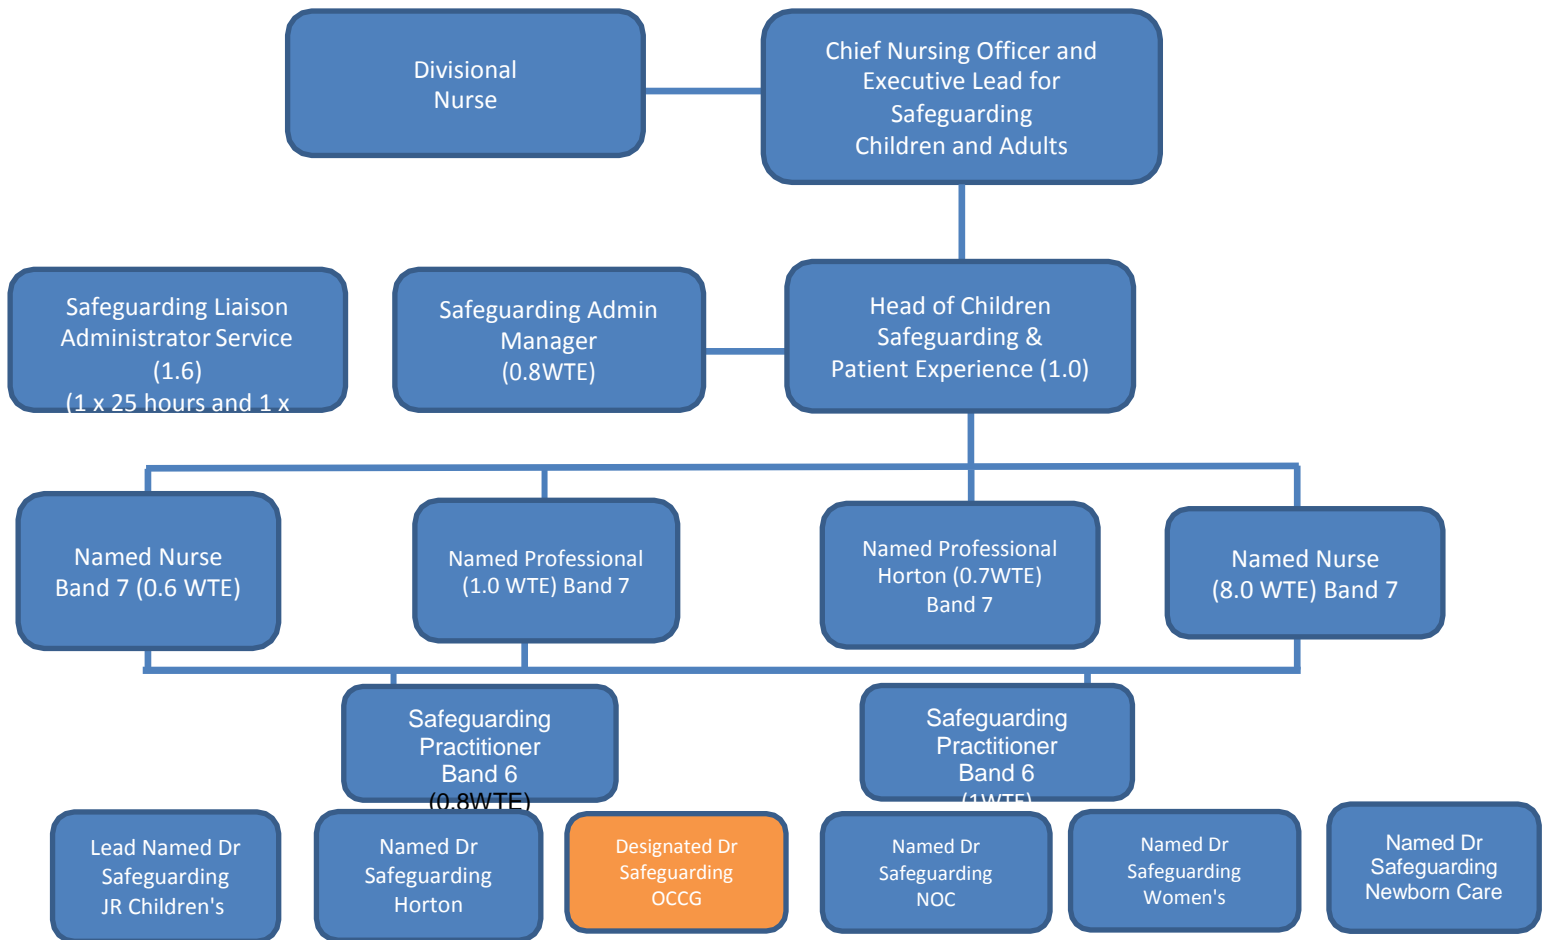 Divisional
Nurse
Chief Nursing Officer and
Executive Lead for
Safeguarding
Children and Adults
Safeguarding Liaison
Administrator Service
(1.6)
(1 x 25 hours and 1 x
Safeguarding Admin
Manager
(0.8WTE)
Head of Children
Safeguarding &
Patient Experience (1.0)
Named Nurse
Band 7 (0.6 WTE)
Named Professional
(1.0 WTE) Band 7
Named Professional
Horton (0.7WTE)
Band 7
Named Nurse
(8.0 WTE) Band 7
Safeguarding
Practitioner
Band 6
(0.8WTE)
Safeguarding
Practitioner
Band 6
(1WTE)
Lead Named Dr
Safeguarding
JR Children's
Named Dr
Safeguarding
Horton
Designated Dr
Safeguarding
OCCG
Named Dr
Safeguarding
NOC
Named Dr
Safeguarding
Women's
Named Dr
Safeguarding
Newborn Care